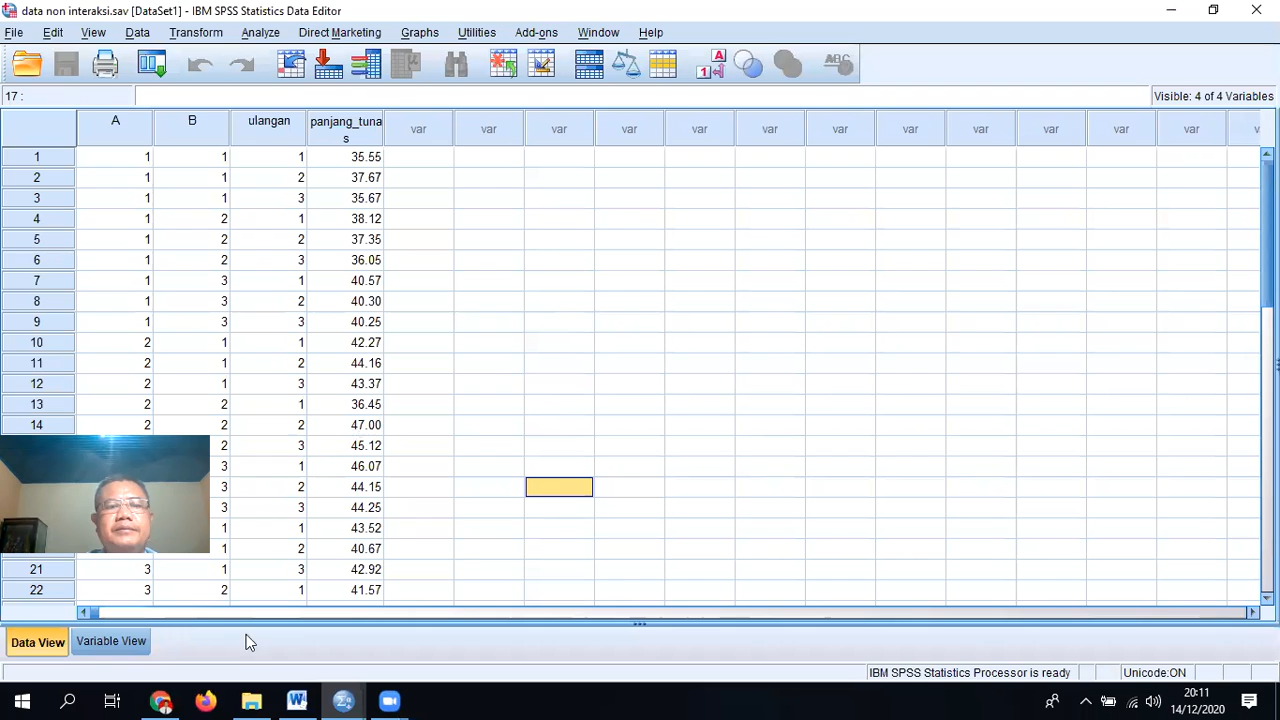 data non interaksi.sav [DataSet1] - IBM SPSS Statistics Data Editor
File Edit View Data Transform Analyze Direct Marketing Graphs Utilities Add-ons Window Help
17 :
Visible: 4 of 4 Variables
A B ulangan panjang_tuna
s
var var var var var var var var var var var var
1 1 1 1 35.55
2 1 1 2 37.67
3 1 1 3 35.67
4 1 2 1 38.12
5 1 2 2 37.35
6 1 2 3 36.05
7 1 3 1 40.57
8 1 3 2 40.30
9 1 3 3 40.25
10 2 1 1 42.27
11 2 1 2 44.16
12 2 1 3 43.37
13 2 2 1 36.45
14 2 2 2 47.00
2 3 45.12
3 1 46.07
3 2 44.15
3 3 44.25
1 1 43.52
1 2 40.67
21 3 1 3 42.92
22 3 2 1 41.57
Data View Variable View
IBM SPSS Statistics Processor is ready Unicode:ON
20:11
14/12/2020